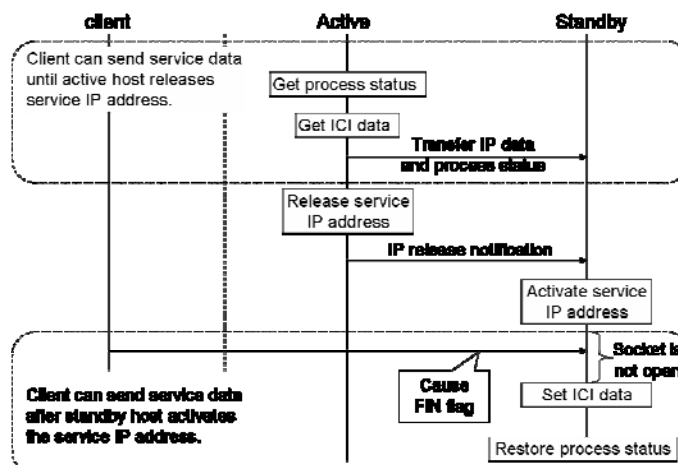 client
Active
Standby
Client can send service data
until active host releases
service IP address.
Get process status
Get ICI data
Transfer IP data
and process status
Release service
IP address
IP release notification
Activate service
IP address
Socket is
not open
Cause
FIN flag
Set ICI data
Client can send service data
after standby host activates
the service IP address.
Restore process status